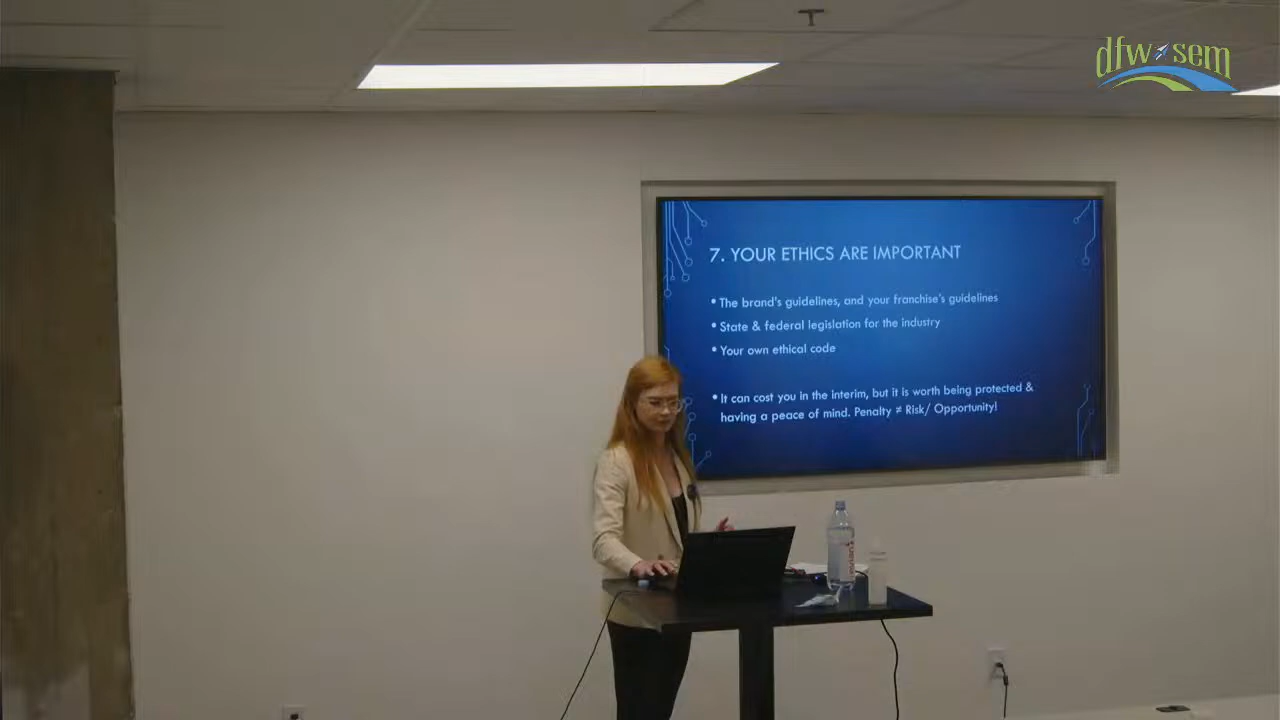 dfw sem
7. YOUR ETHICS ARE IMPORTANT
• The brand's guidelines, and your franchise's guidelines
• State & federal legislation for the industry
• Your own ethical code
• It can cost you in the interim, but it is worth being protected &
having a peace of mind. Penalty ≠ Risk/ Opportunity!